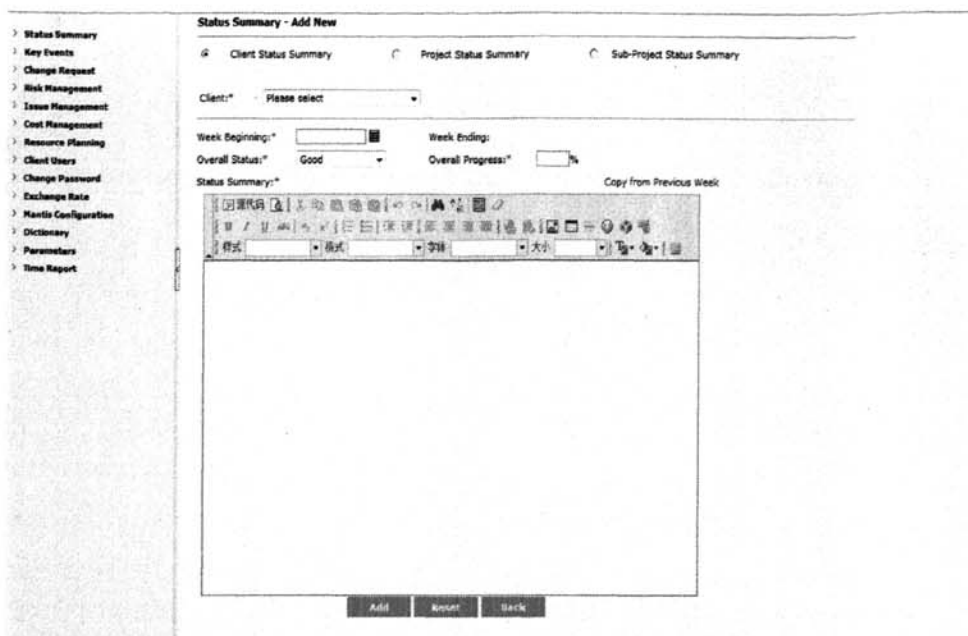 Status Summary - Add New
Status Summary
Key Events
Change Request
Risk Management
Issue Management
Cost Management
Resource Planning
Client Users
Change Password
Exchange Rate
Mantis Configuration
Dictionary
Parameters
Time Report
Client Status Summary Project Status Summary Sub-Project Status Summary
Client:* Please select
Week Beginning:* Week Ending:
Overall Status:* Good Overall Progress:* %
Status Summary:* Copy from Previous Week
源代码
B I U ABC
样式 格式 字体 大小
Add Reset Back